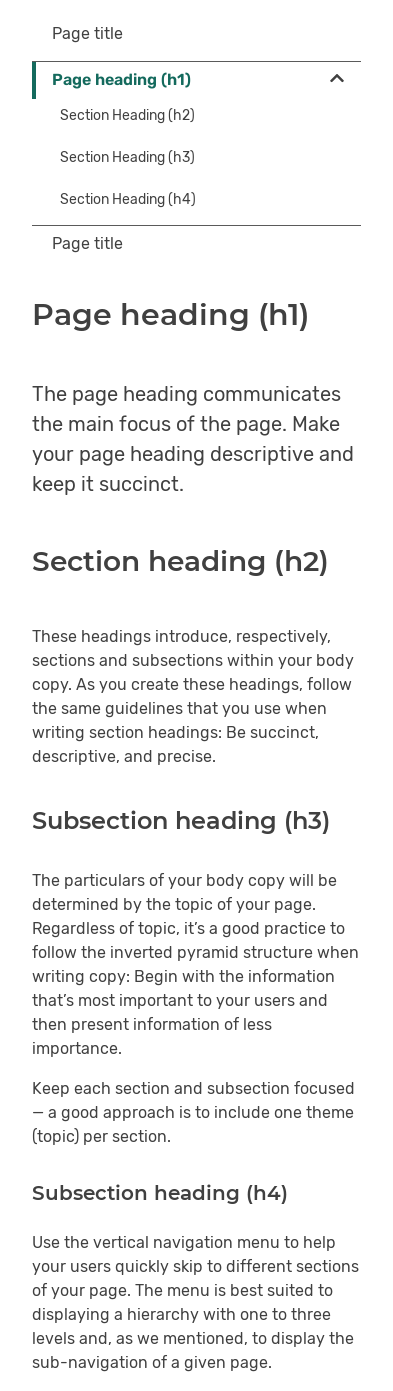 Page title
Page heading (h1)
Section Heading (h2)
Section Heading (h3)
Section Heading (h4)
Page title
Page heading (h1)
The page heading communicates
the main focus of the page. Make
your page heading descriptive and
keep it succinct.
Section heading (h2)
These headings introduce, respectively,
sections and subsections within your body
copy. As you create these headings, follow
the same guidelines that you use when
writing section headings: Be succinct,
descriptive, and precise.
Subsection heading (h3)
The particulars of your body copy will be
determined by the topic of your page.
Regardless of topic, it’s a good practice to
follow the inverted pyramid structure when
writing copy: Begin with the information
that’s most important to your users and
then present information of less
importance.
Keep each section and subsection focused
— a good approach is to include one theme
(topic) per section.
Subsection heading (h4)
Use the vertical navigation menu to help
your users quickly skip to different sections
of your page. The menu is best suited to
displaying a hierarchy with one to three
levels and, as we mentioned, to display the
sub-navigation of a given page.